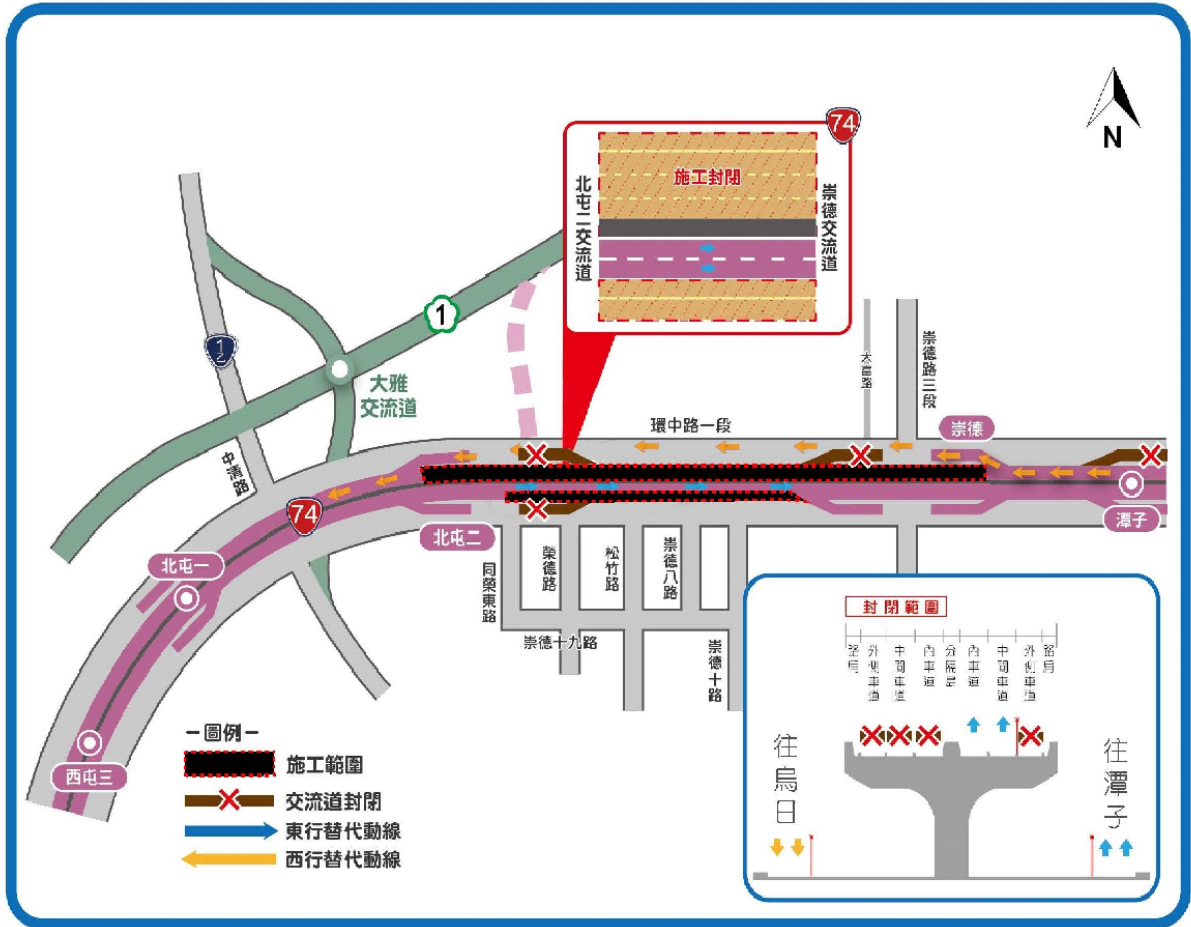 N
74
施工封閉
北屯二交流道
崇德交流道
1
1乙
大雅
交流道
中清路
大富路
崇德路三段
環中路一段
崇德
潭子
74
北屯二
北屯一
西屯三
同榮東路
榮德路
松竹路
崇德八路
崇德十九路
崇德十路
－圖例－
施工範圍
交流道封閉
東行替代動線
西行替代動線
封閉範圍
路肩
外側車道
中間車道
內車道
分隔島
內車道
中間車道
外側車道
路肩
往烏日
往潭子